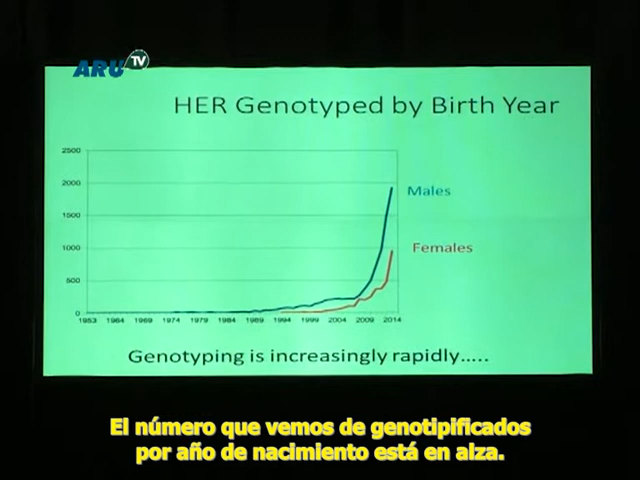 ARU TV
HER Genotyped by Birth Year
2500
2000
1500
1000
500
0
1953 1964 1969 1974 1979 1984 1989 1994 1999 2004 2009 2014
Males
Females
Genotyping is increasingly rapidly.....
El número que vemos de genotipificados
por año de nacimiento está en alza.